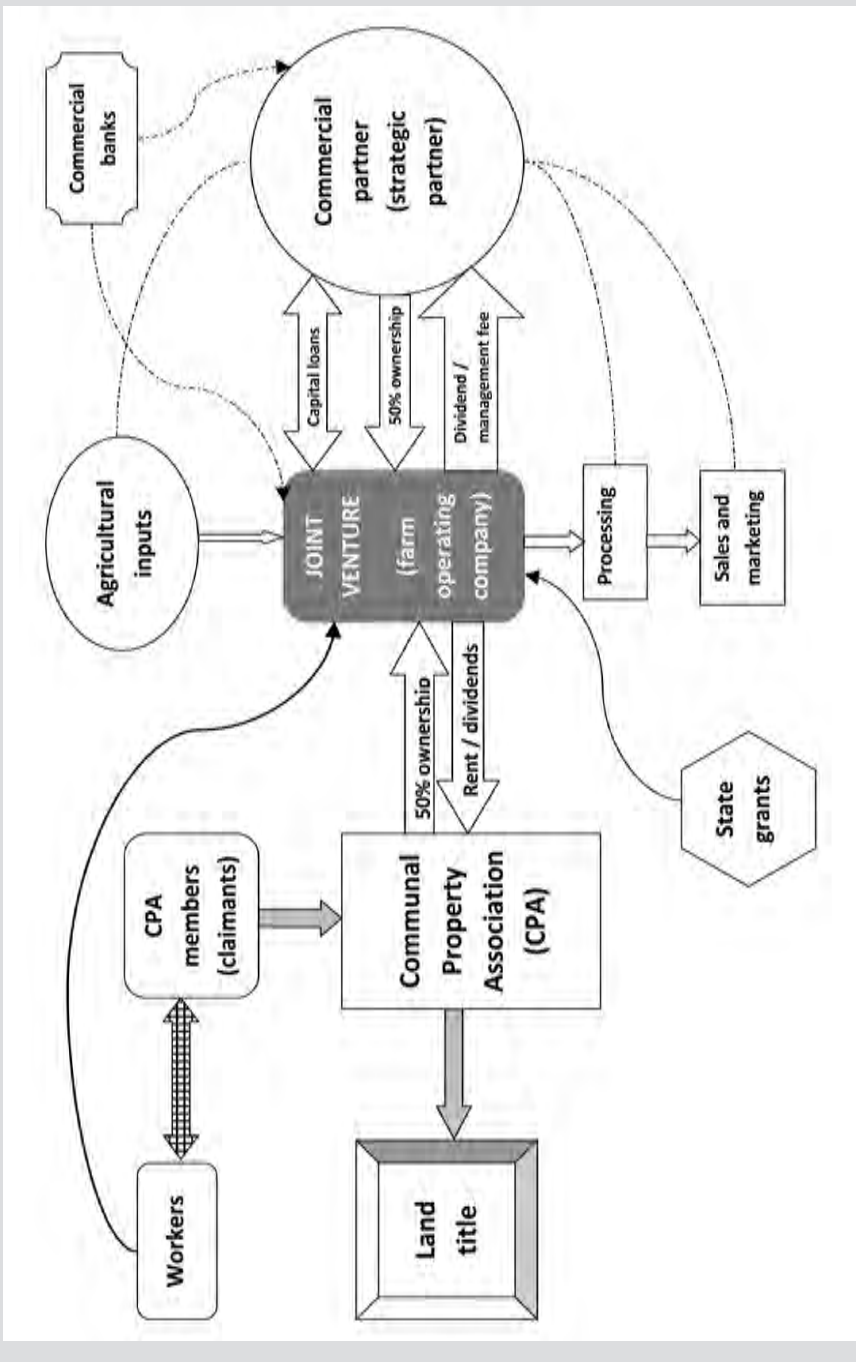 Workers
CPA
members
(claimants)
Agricultural
inputs
Commercial
banks
Land
title
Communal
Property
Association
(CPA)
50% ownership
Rent / dividends
JOINT
VENTURE
(farm
operating
company)
Capital loans
50% ownership
Dividend /
management fee
Commercial
partner
(strategic
partner)
State
grants
Processing
Sales and
marketing